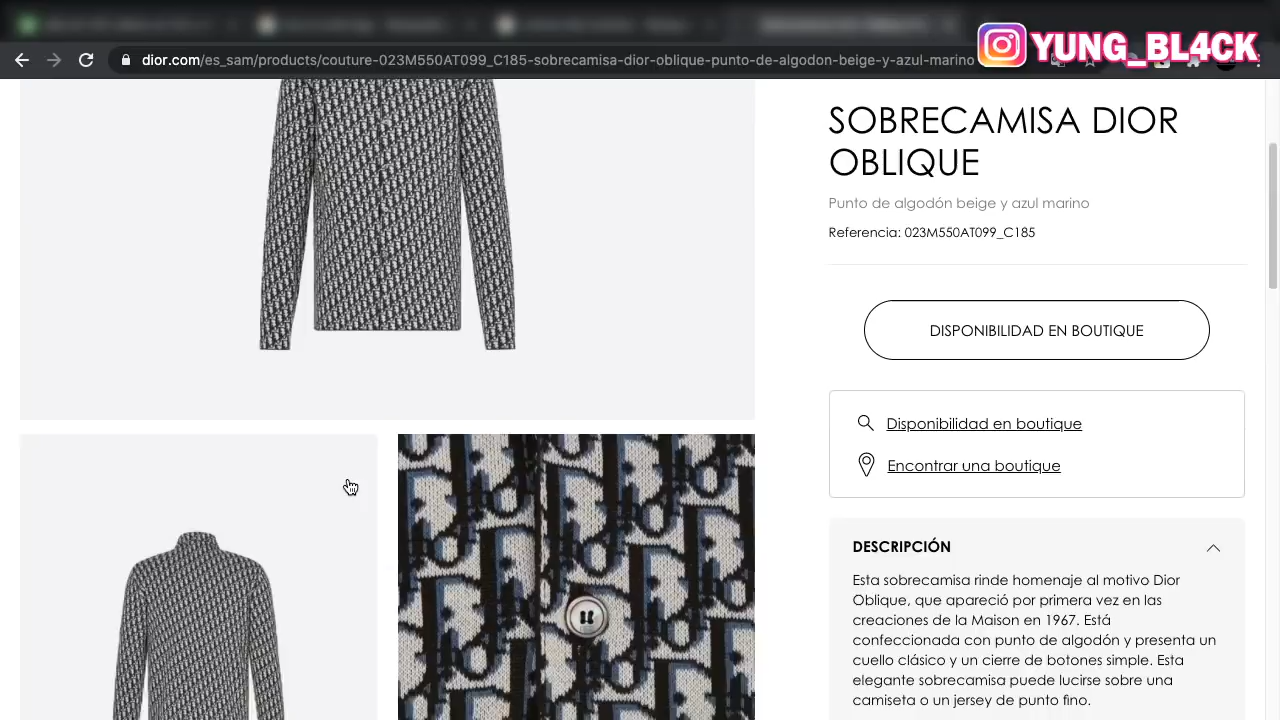 YUNG_BL4CK
dior.com/es_sam/products/couture-023M550AT099_C185-sobrecamisa-dior-oblique-punto-de-algodon-beige-y-azul-marino
SOBRECAMISA DIOR
OBLIQUE
Punto de algodón beige y azul marino
Referencia: 023M550AT099_C185
DISPONIBILIDAD EN BOUTIQUE
Disponibilidad en boutique
Encontrar una boutique
DESCRIPCIÓN
Esta sobrecamisa rinde homenaje al motivo Dior
Oblique, que apareció por primera vez en las
creaciones de la Maison en 1967. Está
confeccionada con punto de algodón y presenta un
cuello clásico y un cierre de botones simple. Esta
elegante sobrecamisa puede lucirse sobre una
camiseta o un jersey de punto fino.